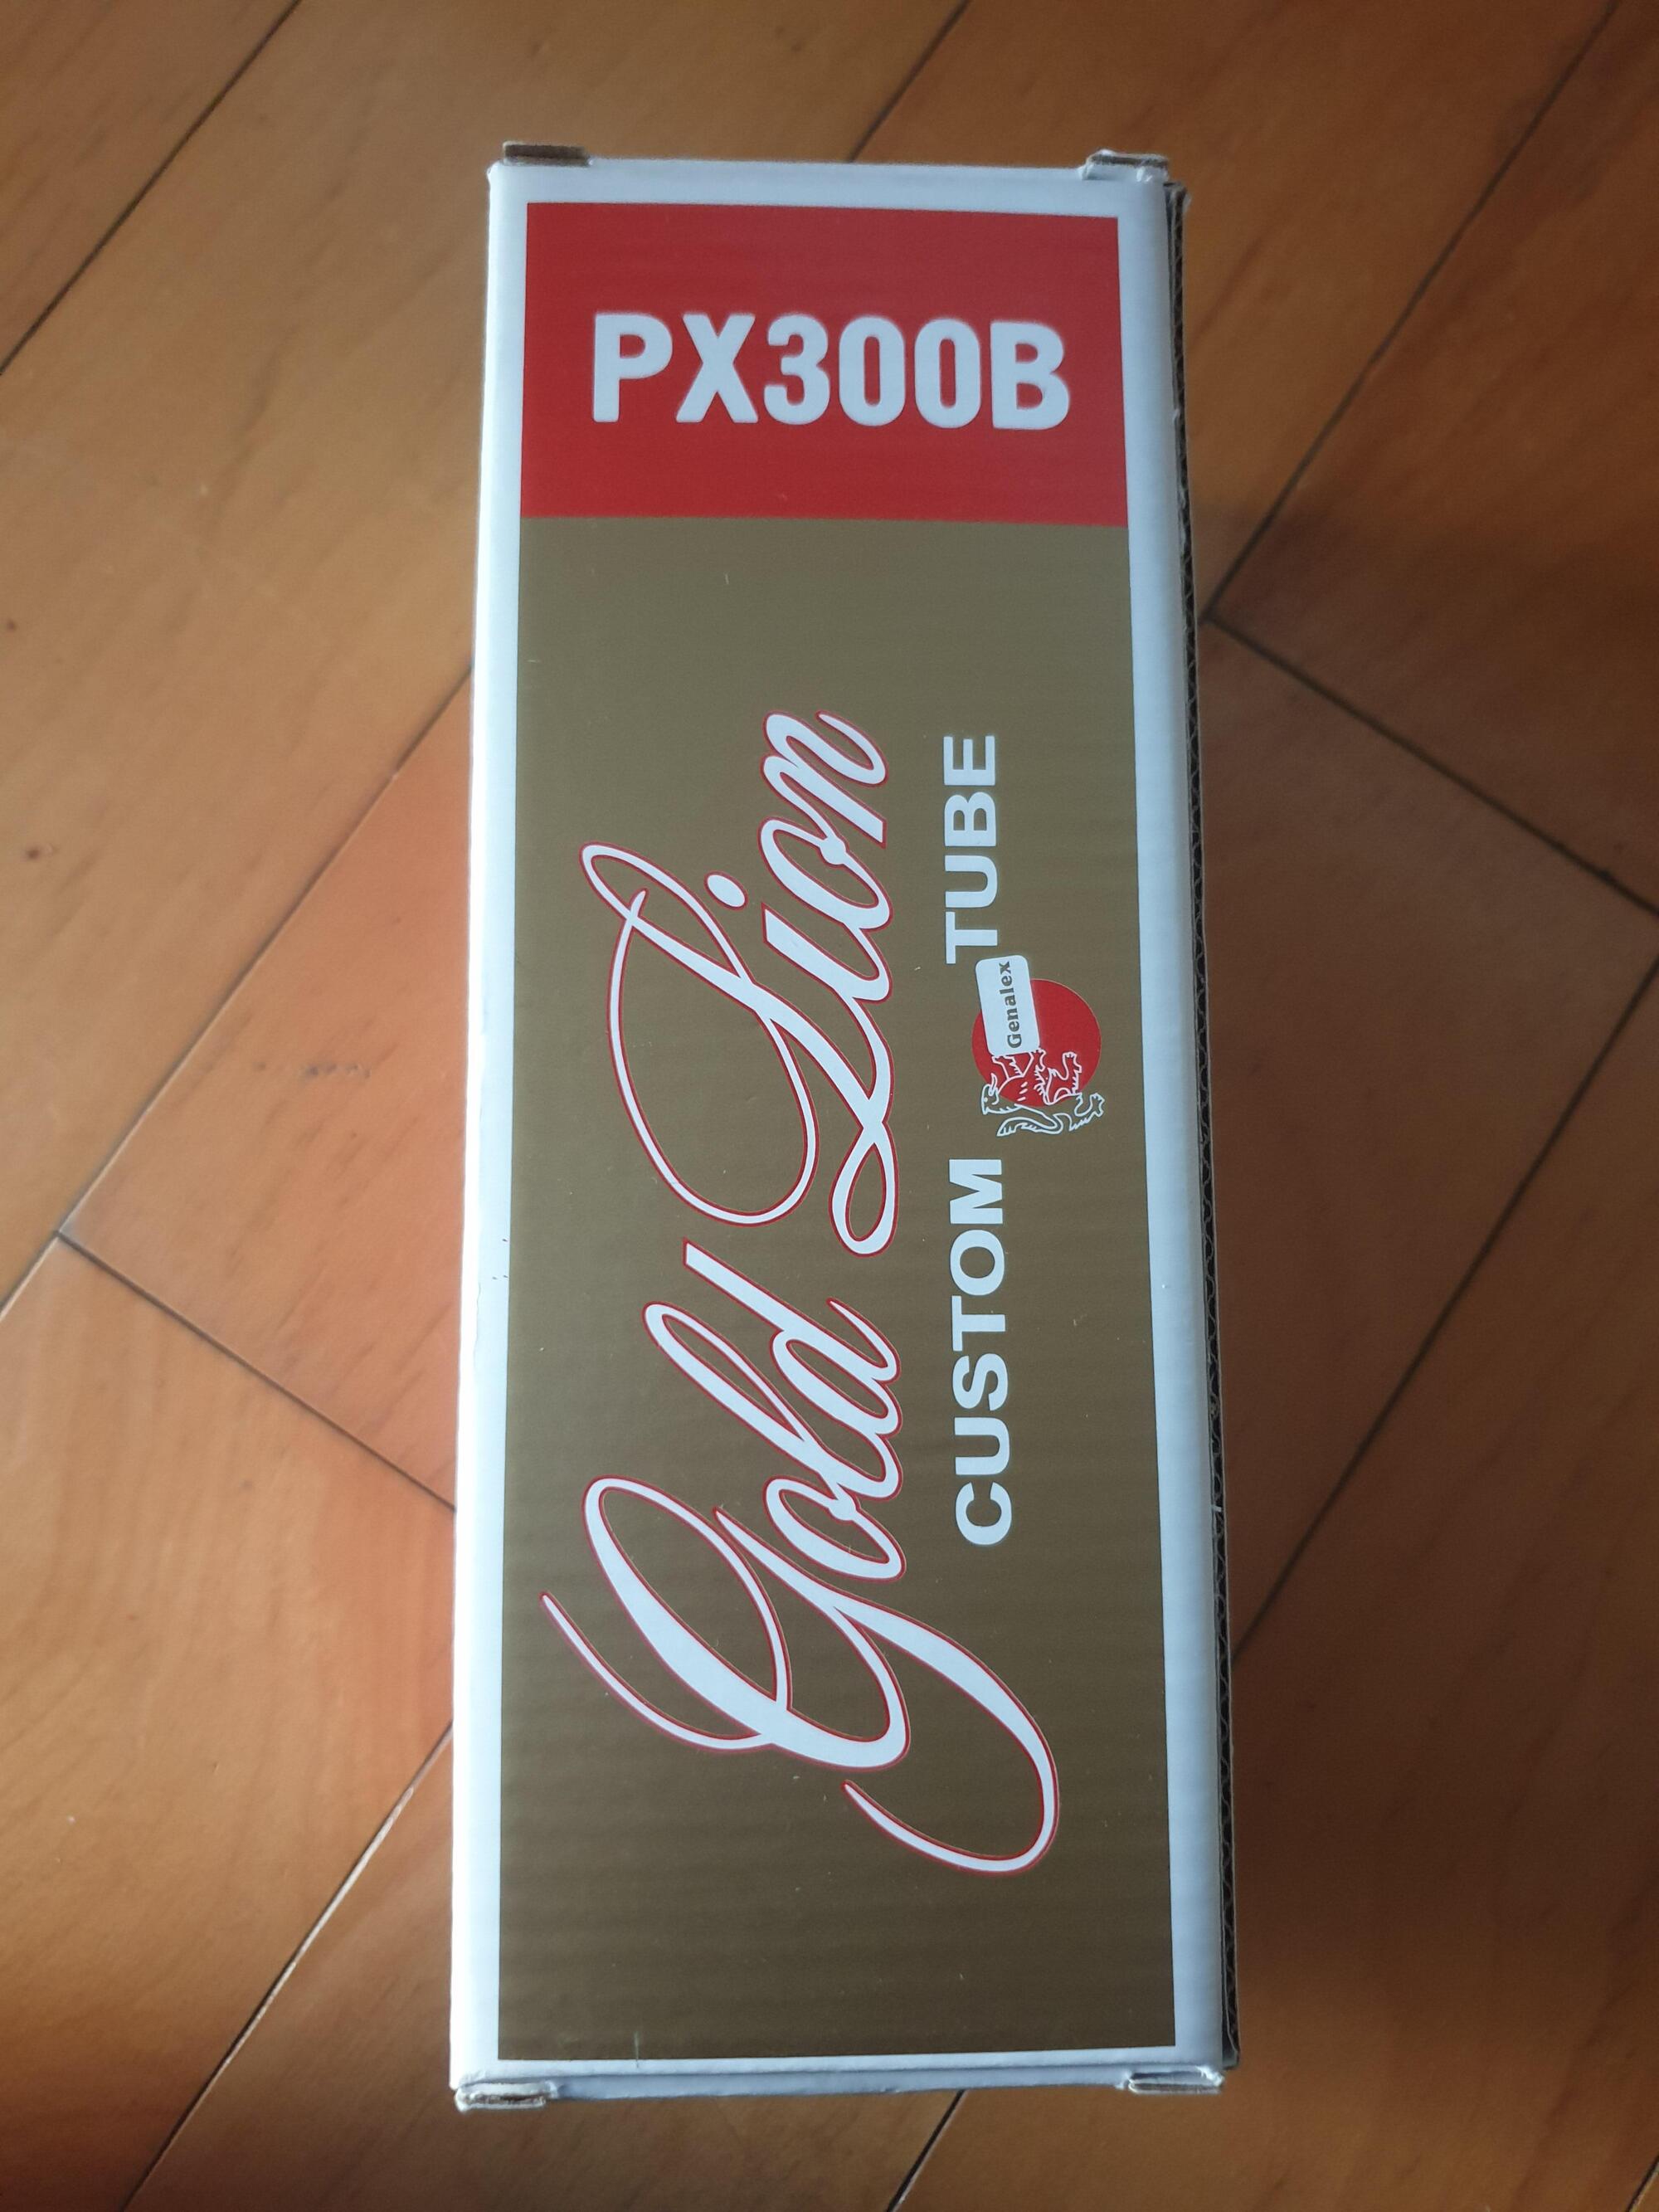 PX300B
Gold Lion
CUSTOM TUBE
Genalex